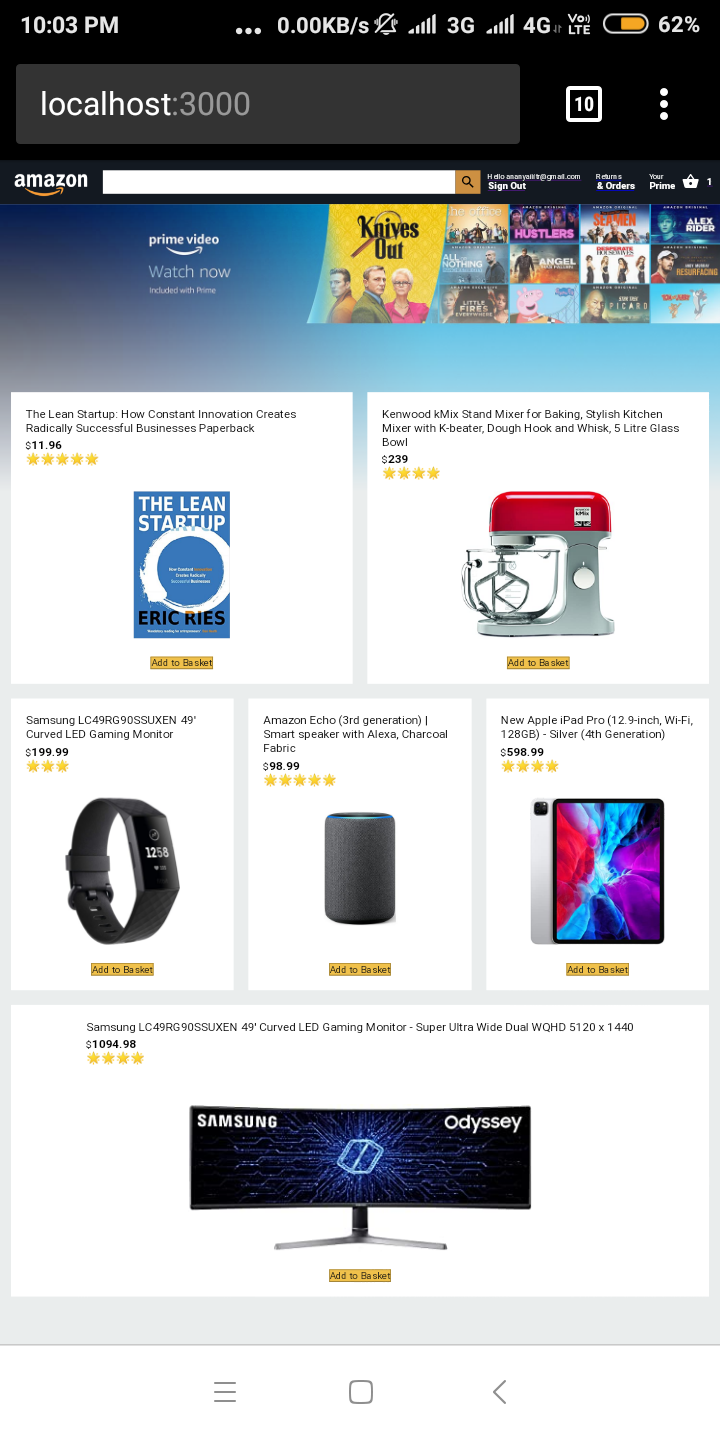 10:03 PM ... 0.00KB/s 3G 4G Vo) LTE 62%
localhost:3000
10
amazon
Hello Returns Your
Sign Out & Orders Prime 1
prime video
Watch now
Included with Prime
Knives
Out
the office
HUSTLERS
SEAMEN
ALEX
RIDER
ALL
NOTHING
ANGEL
DESPERATE
HOUSEWIVES
RESURFACING
LITTLE
FIRES
EVERYWHERE
STAR TREK
PICARD
The Lean Startup: How Constant Innovation Creates
Radically Successful Businesses Paperback
$11.96
THE LEAN
STARTUP
How Constant Innovation
Creates Radically
Successful Businesses
ERIC RIES
Add to Basket
Kenwood kMix Stand Mixer for Baking, Stylish Kitchen
Mixer with K-beater, Dough Hook and Whisk, 5 Litre Glass
Bowl
$239
kMix
Add to Basket
Samsung LC49RG90SSUXEN 49' 
Curved LED Gaming Monitor
$199.99
1258
Add to Basket
Amazon Echo (3rd generation) |
Smart speaker with Alexa, Charcoal
Fabric
$98.99
Add to Basket
New Apple iPad Pro (12.9-inch, Wi-Fi,
128GB) - Silver (4th Generation)
$598.99
Add to Basket
Samsung LC49RG90SSUXEN 49' Curved LED Gaming Monitor - Super Ultra Wide Dual WQHD 5120 x 1440
$1094.98
SAMSUNG
Odyssey
Add to Basket